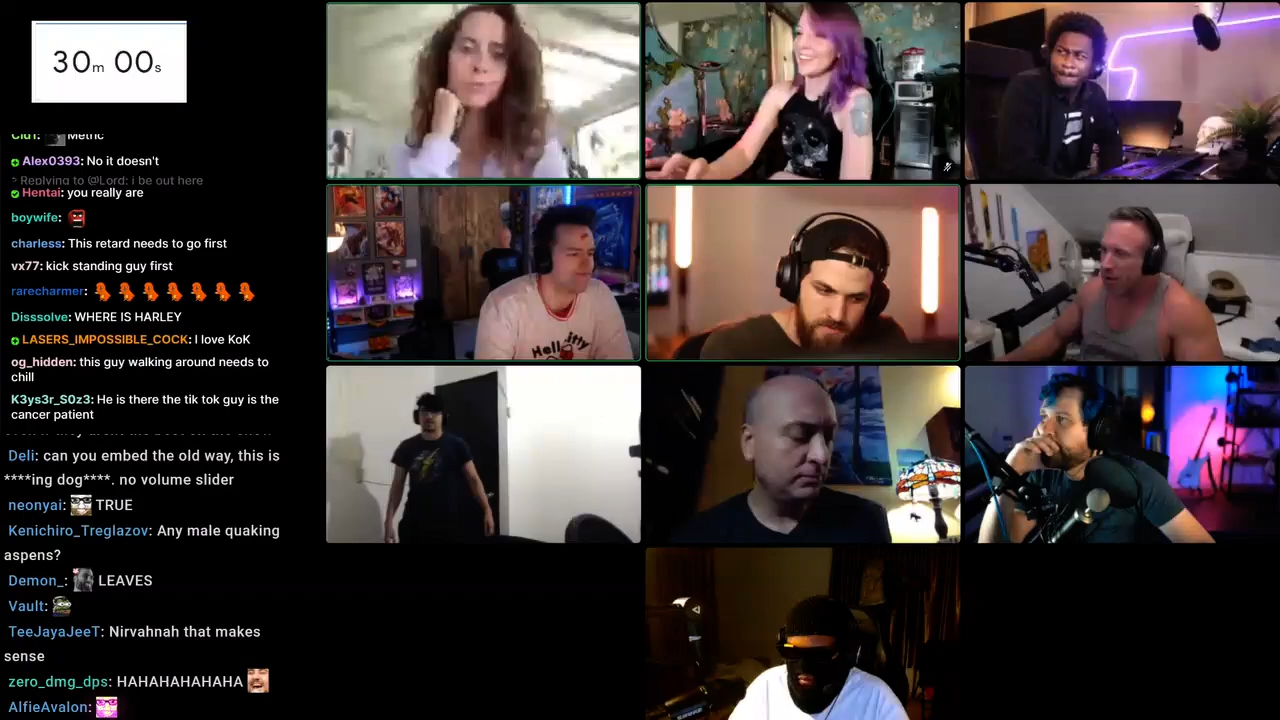 30m 00s
Metric
Alex0393: No it doesn't
Replying to @Lord: i be out here
Hentai: you really are
boywife:
charless: This retard needs to go first
vx77: kick standing guy first
rarecharmer:
Disssolve: WHERE IS HARLEY
LASERS_IMPOSSIBLE_COCK: I love KoK
og_hidden: this guy walking around needs to
chill
K3ys3r_S0z3: He is there the tik tok guy is the
cancer patient
Deli: can you embed the old way, this is
****ing dog****. no volume slider
neonyai: TRUE
Kenichiro_Treglazov: Any male quaking
aspens?
Demon_: LEAVES
Vault:
TeeJayaJeeT: Nirvahnah that makes
sense
zero_dmg_dps: HAHAHAHAHAHA
AlfieAvalon: